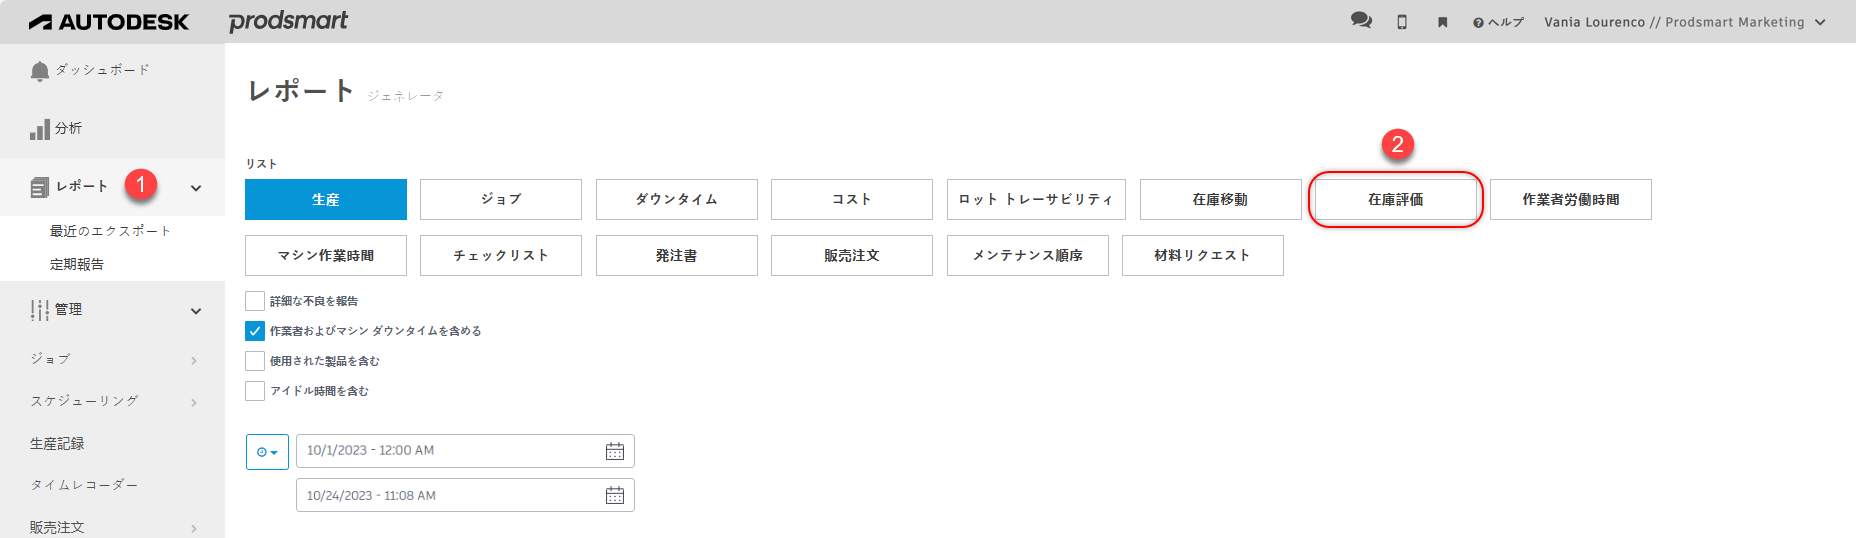 AUTODESK prodsmart ヘルプ Vania Lourenco // Prodsmart Marketing
ダッシュボード
分析
レポート 1
最近のエクスポート
定期報告
管理
ジョブ
スケジューリング
生産記録
タイムレコーダー
販売注文
レポート ジェネレータ
2
リスト
生産 ジョブ ダウンタイム コスト ロット トレーサビリティ 在庫移動 在庫評価 作業者労働時間
マシン作業時間 チェックリスト 発注書 販売注文 メンテナンス順序 材料リクエスト
詳細な不良を報告
作業者およびマシン ダウンタイムを含める
使用された製品を含む
アイドル時間を含む
10/1/2023 - 12:00 AM
10/24/2023 - 11:08 AM